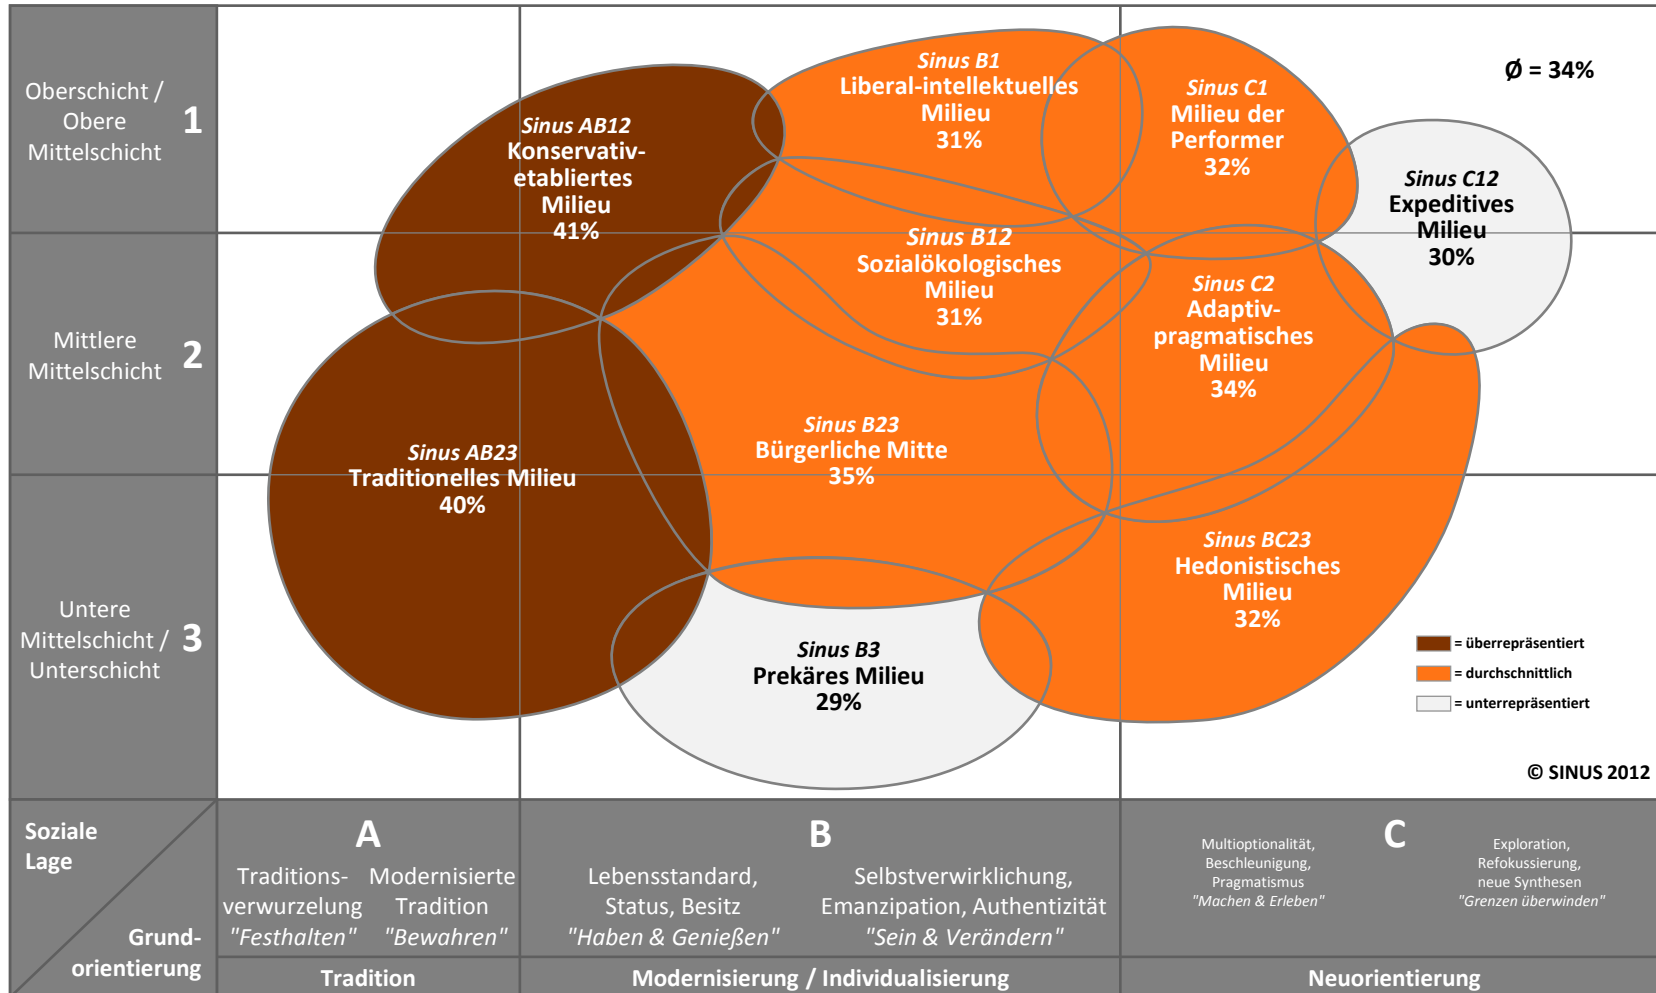 Oberschicht /
Obere
Mittelschicht
1
Mittlere
Mittelschicht
2
Untere
Mittelschicht /
Unterschicht
3
Sinus AB12
Konservativ-
etabliertes
Milieu
41%
Sinus B1
Liberal-intellektuelles
Milieu
31%
Sinus C1
Milieu der
Performer
32%
Ø = 34%
Sinus C12
Expeditives
Milieu
30%
Sinus B12
Sozialökologisches
Milieu
31%
Sinus C2
Adaptiv-
pragmatisches
Milieu
34%
Sinus AB23
Traditionelles Milieu
40%
Sinus B23
Bürgerliche Mitte
35%
Sinus BC23
Hedonistisches
Milieu
32%
Sinus B3
Prekäres Milieu
29%
= überrepräsentiert
= durchschnittlich
= unterrepräsentiert
© SINUS 2012
Soziale
Lage
Grund-
orientierung
A
Traditions-
verwurzelung
"Festhalten"
Modernisierte
Tradition
"Bewahren"
Tradition
B
Lebensstandard,
Status, Besitz
"Haben & Genießen"
Selbstverwirklichung,
Emanzipation, Authentizität
"Sein & Verändern"
Modernisierung / Individualisierung
C
Multioptionalität,
Beschleunigung,
Pragmatismus
"Machen & Erleben"
Exploration,
Refokussierung,
neue Synthesen
"Grenzen überwinden"
Neuorientierung